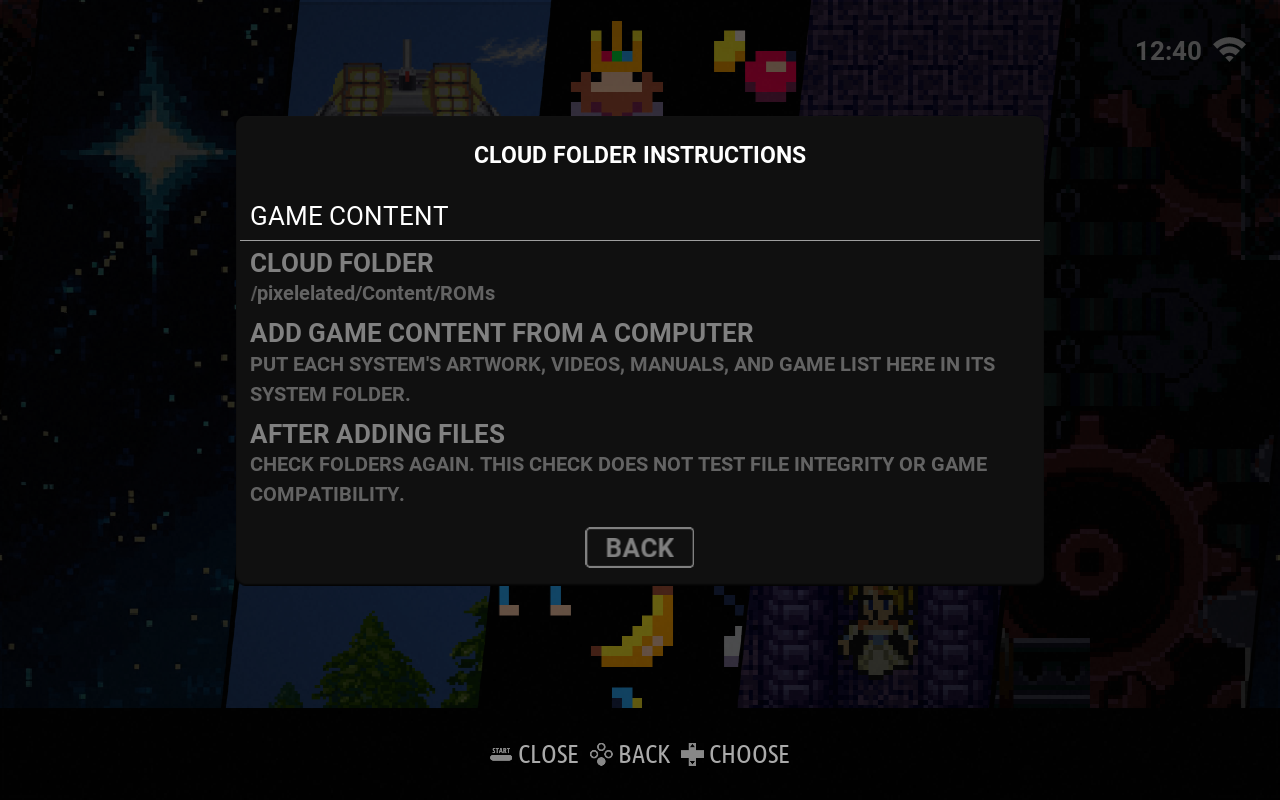 12:40
CLOUD FOLDER INSTRUCTIONS
GAME CONTENT
CLOUD FOLDER
/pixelelated/Content/ROMs
ADD GAME CONTENT FROM A COMPUTER
PUT EACH SYSTEM'S ARTWORK, VIDEOS, MANUALS, AND GAME LIST HERE IN ITS
SYSTEM FOLDER.
AFTER ADDING FILES
CHECK FOLDERS AGAIN. THIS CHECK DOES NOT TEST FILE INTEGRITY OR GAME
COMPATIBILITY.
BACK
START CLOSE BACK CHOOSE